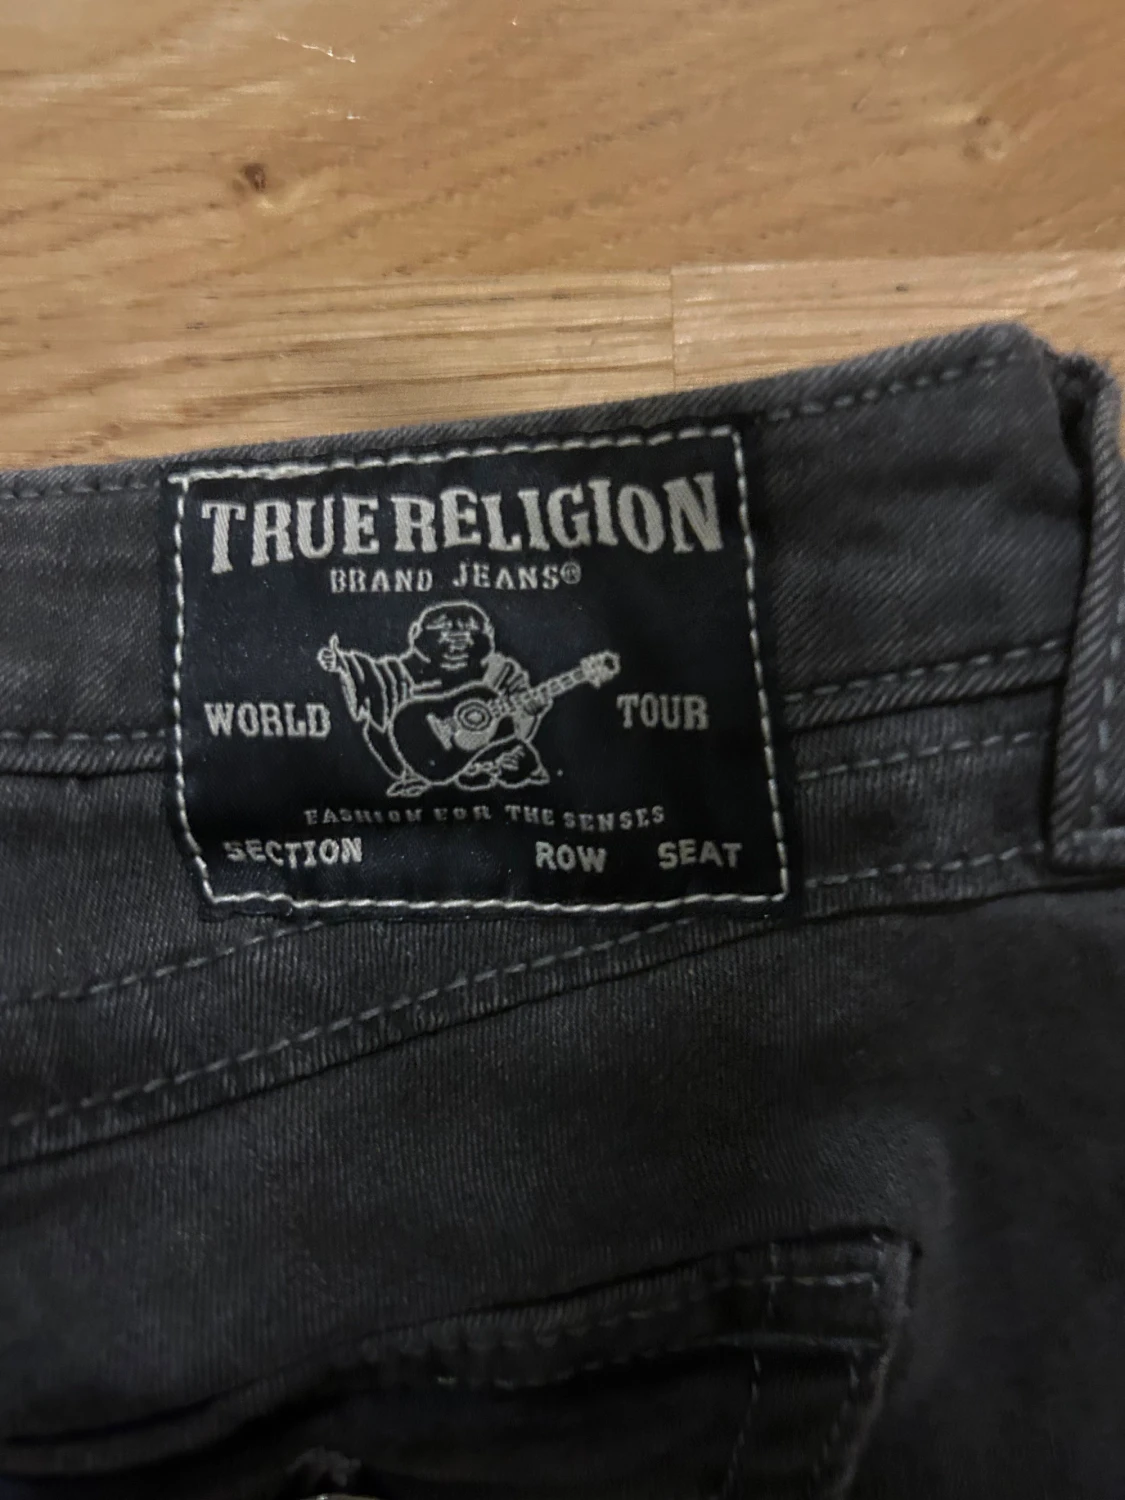 TRUE RELIGION
BRAND JEANS®
WORLD TOUR
FASHION FOR THE SENSES
SECTION ROW SEAT